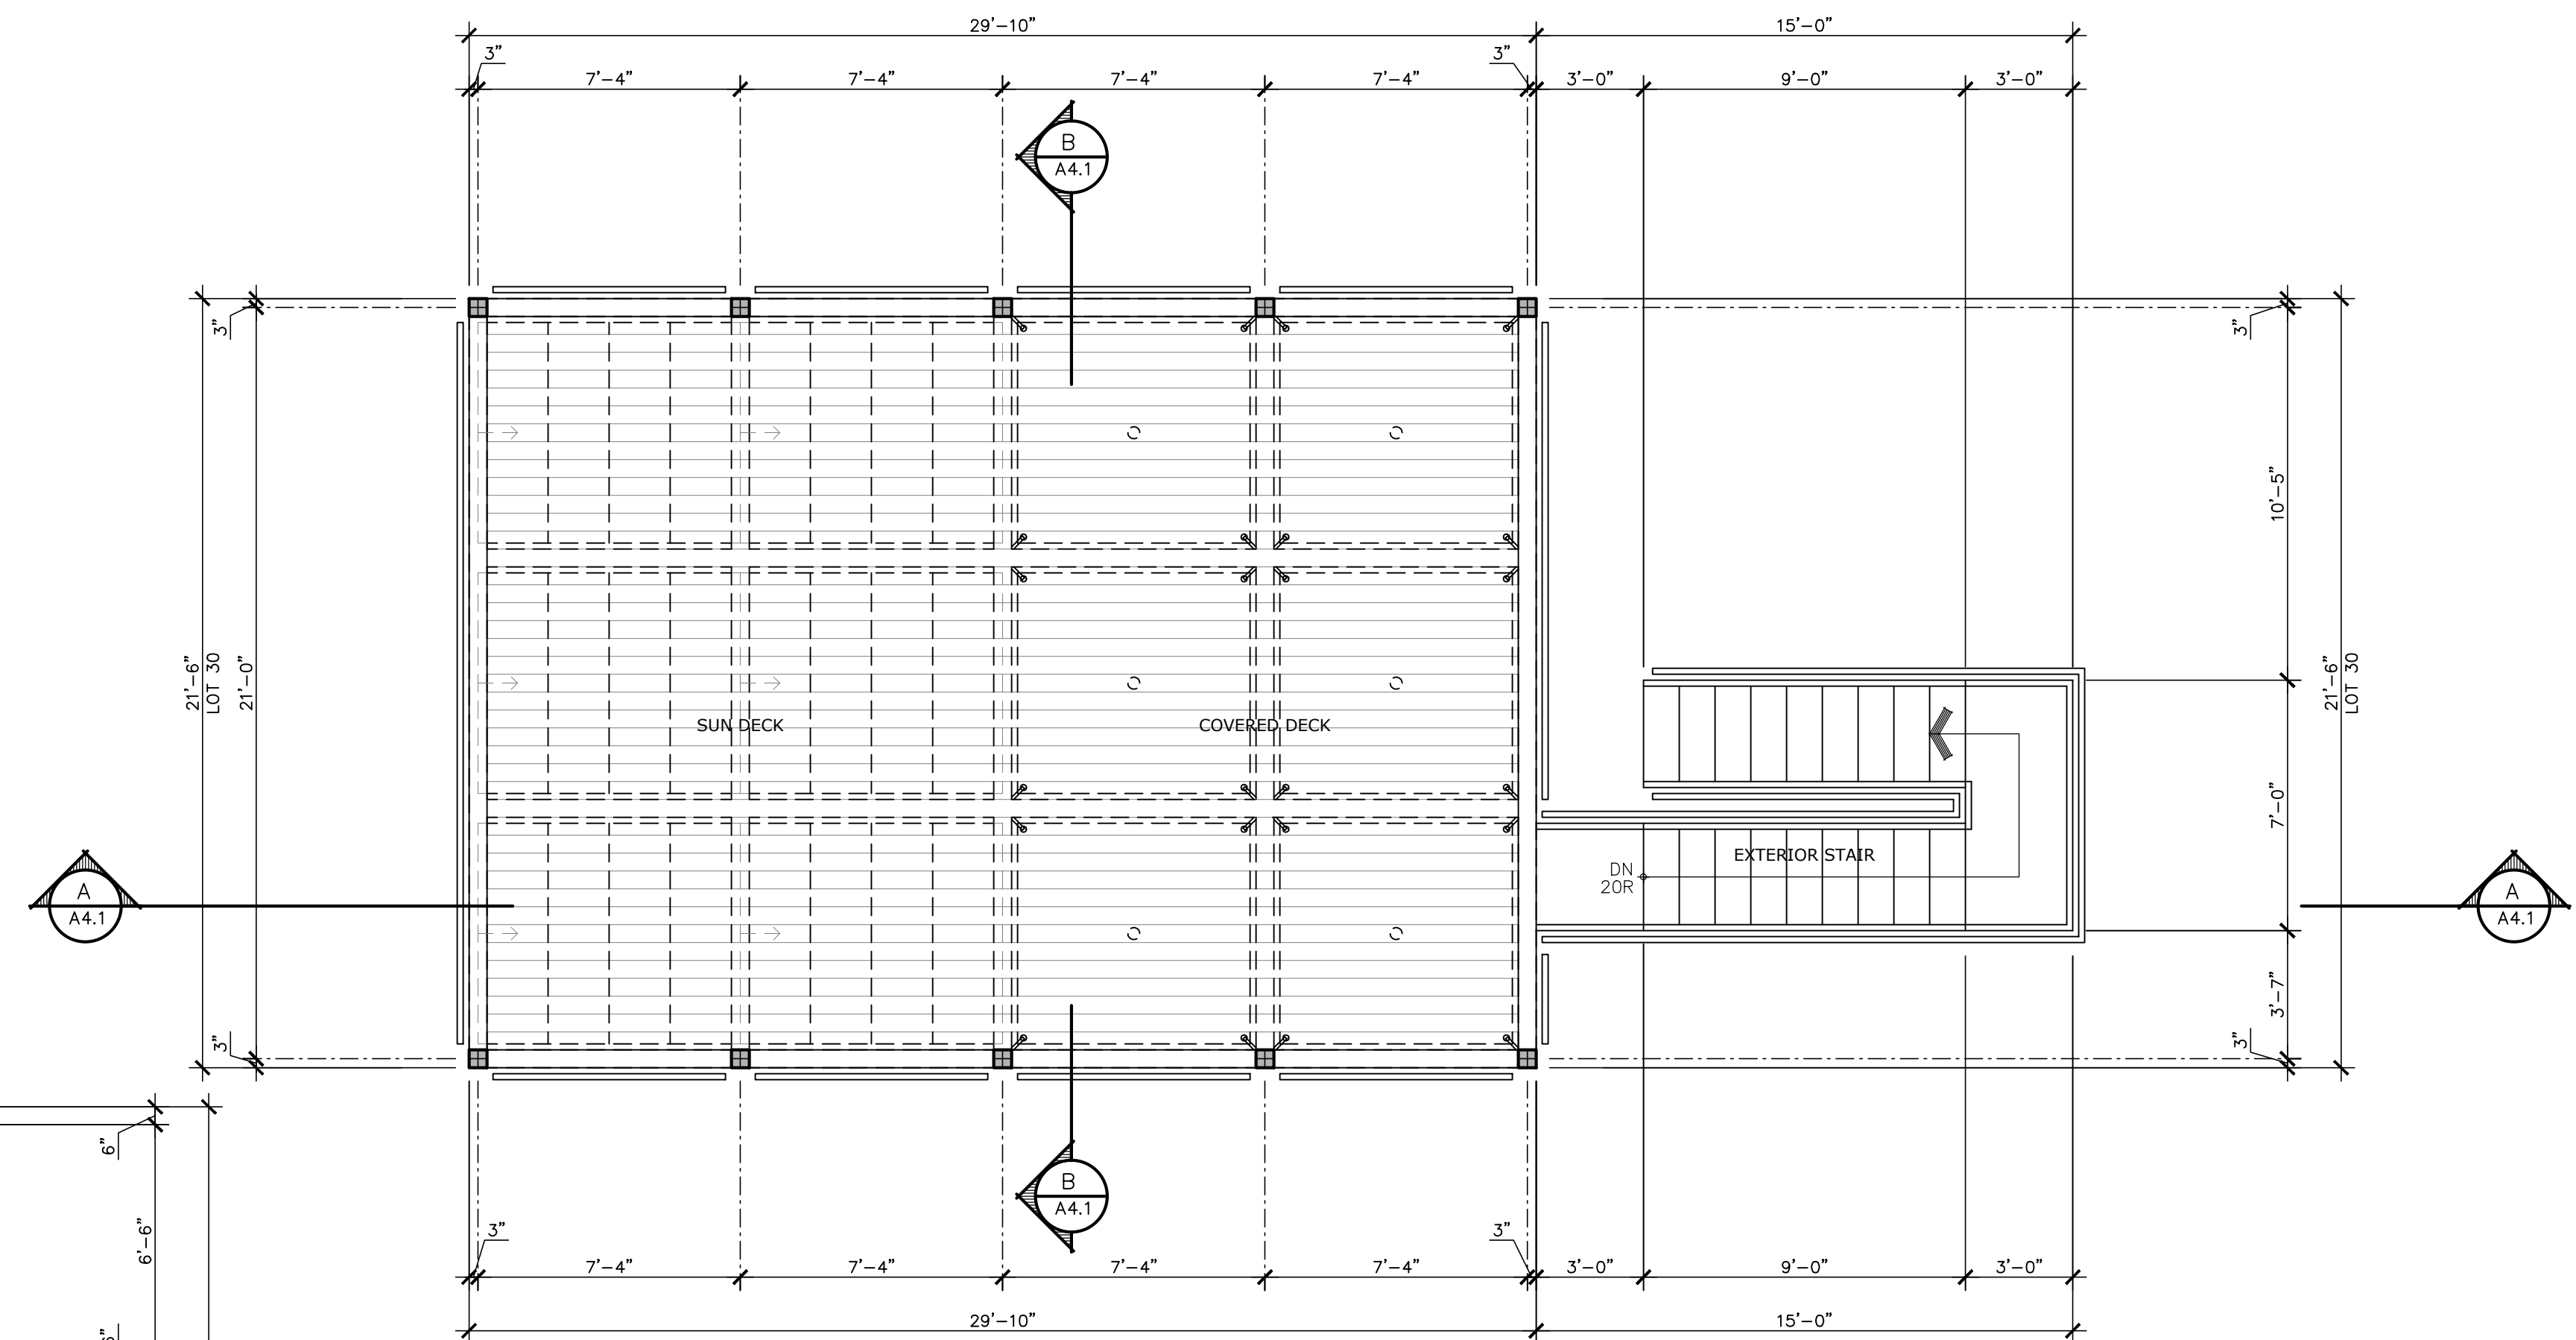 29'-10"
15'-0"
3"
3"
7'-4"
7'-4"
7'-4"
7'-4"
3'-0"
9'-0"
3'-0"
B
A4.1
3"
3"
10'-5"
21'-6"
LOT 30
21'-0"
21'-6"
LOT 30
SUN DECK
COVERED DECK
7'-0"
EXTERIOR STAIR
DN
20R
A
A4.1
A
A4.1
3'-7"
3"
3"
6"
B
A4.1
6'-6"
3"
3"
7'-4"
7'-4"
7'-4"
7'-4"
3'-0"
9'-0"
3'-0"
29'-10"
15'-0"